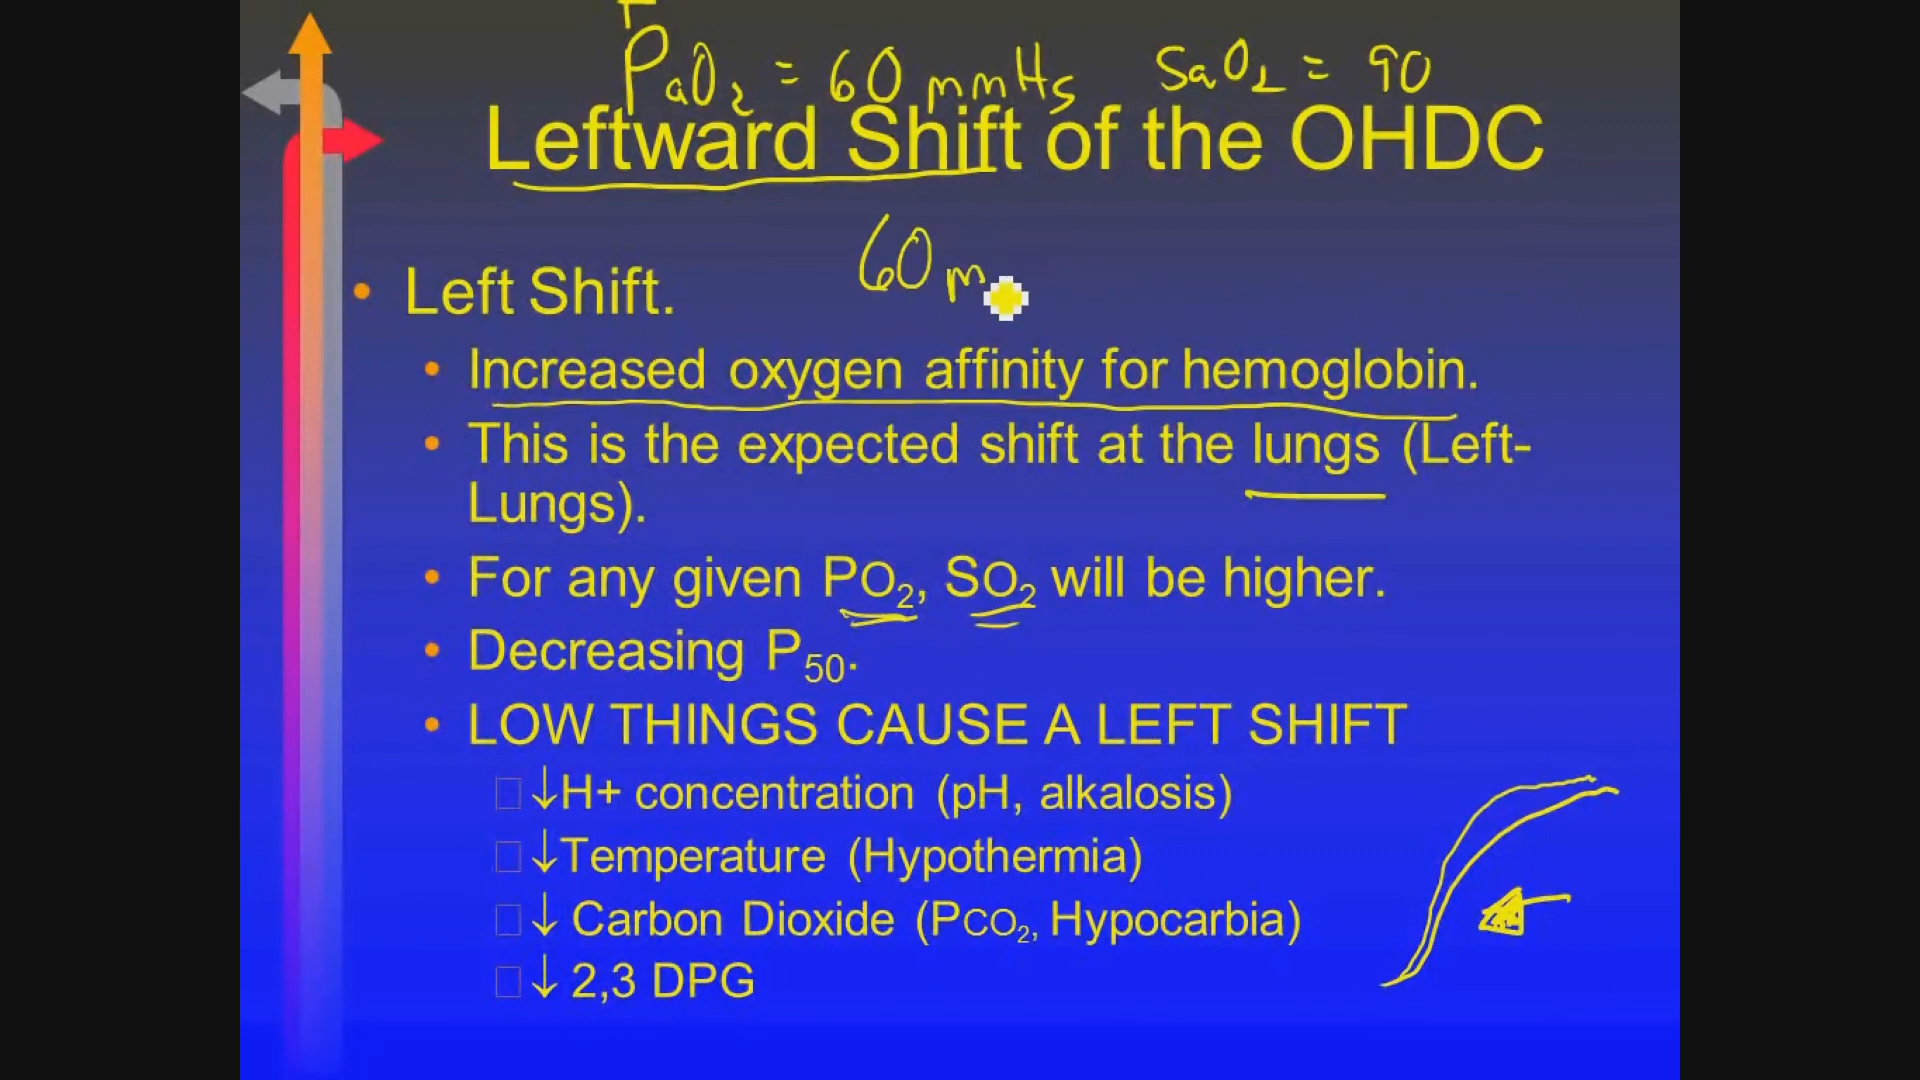 PaO2 = 60 mmHg SaO2 = 90
Leftward Shift of the OHDC
60 m
• Left Shift.
• Increased oxygen affinity for hemoglobin.
• This is the expected shift at the lungs (Left-
Lungs).
• For any given PO2, SO2 will be higher.
• Decreasing P50.
• LOW THINGS CAUSE A LEFT SHIFT
↓H+ concentration (pH, alkalosis)
↓Temperature (Hypothermia)
↓ Carbon Dioxide (PCO2, Hypocarbia)
↓ 2,3 DPG